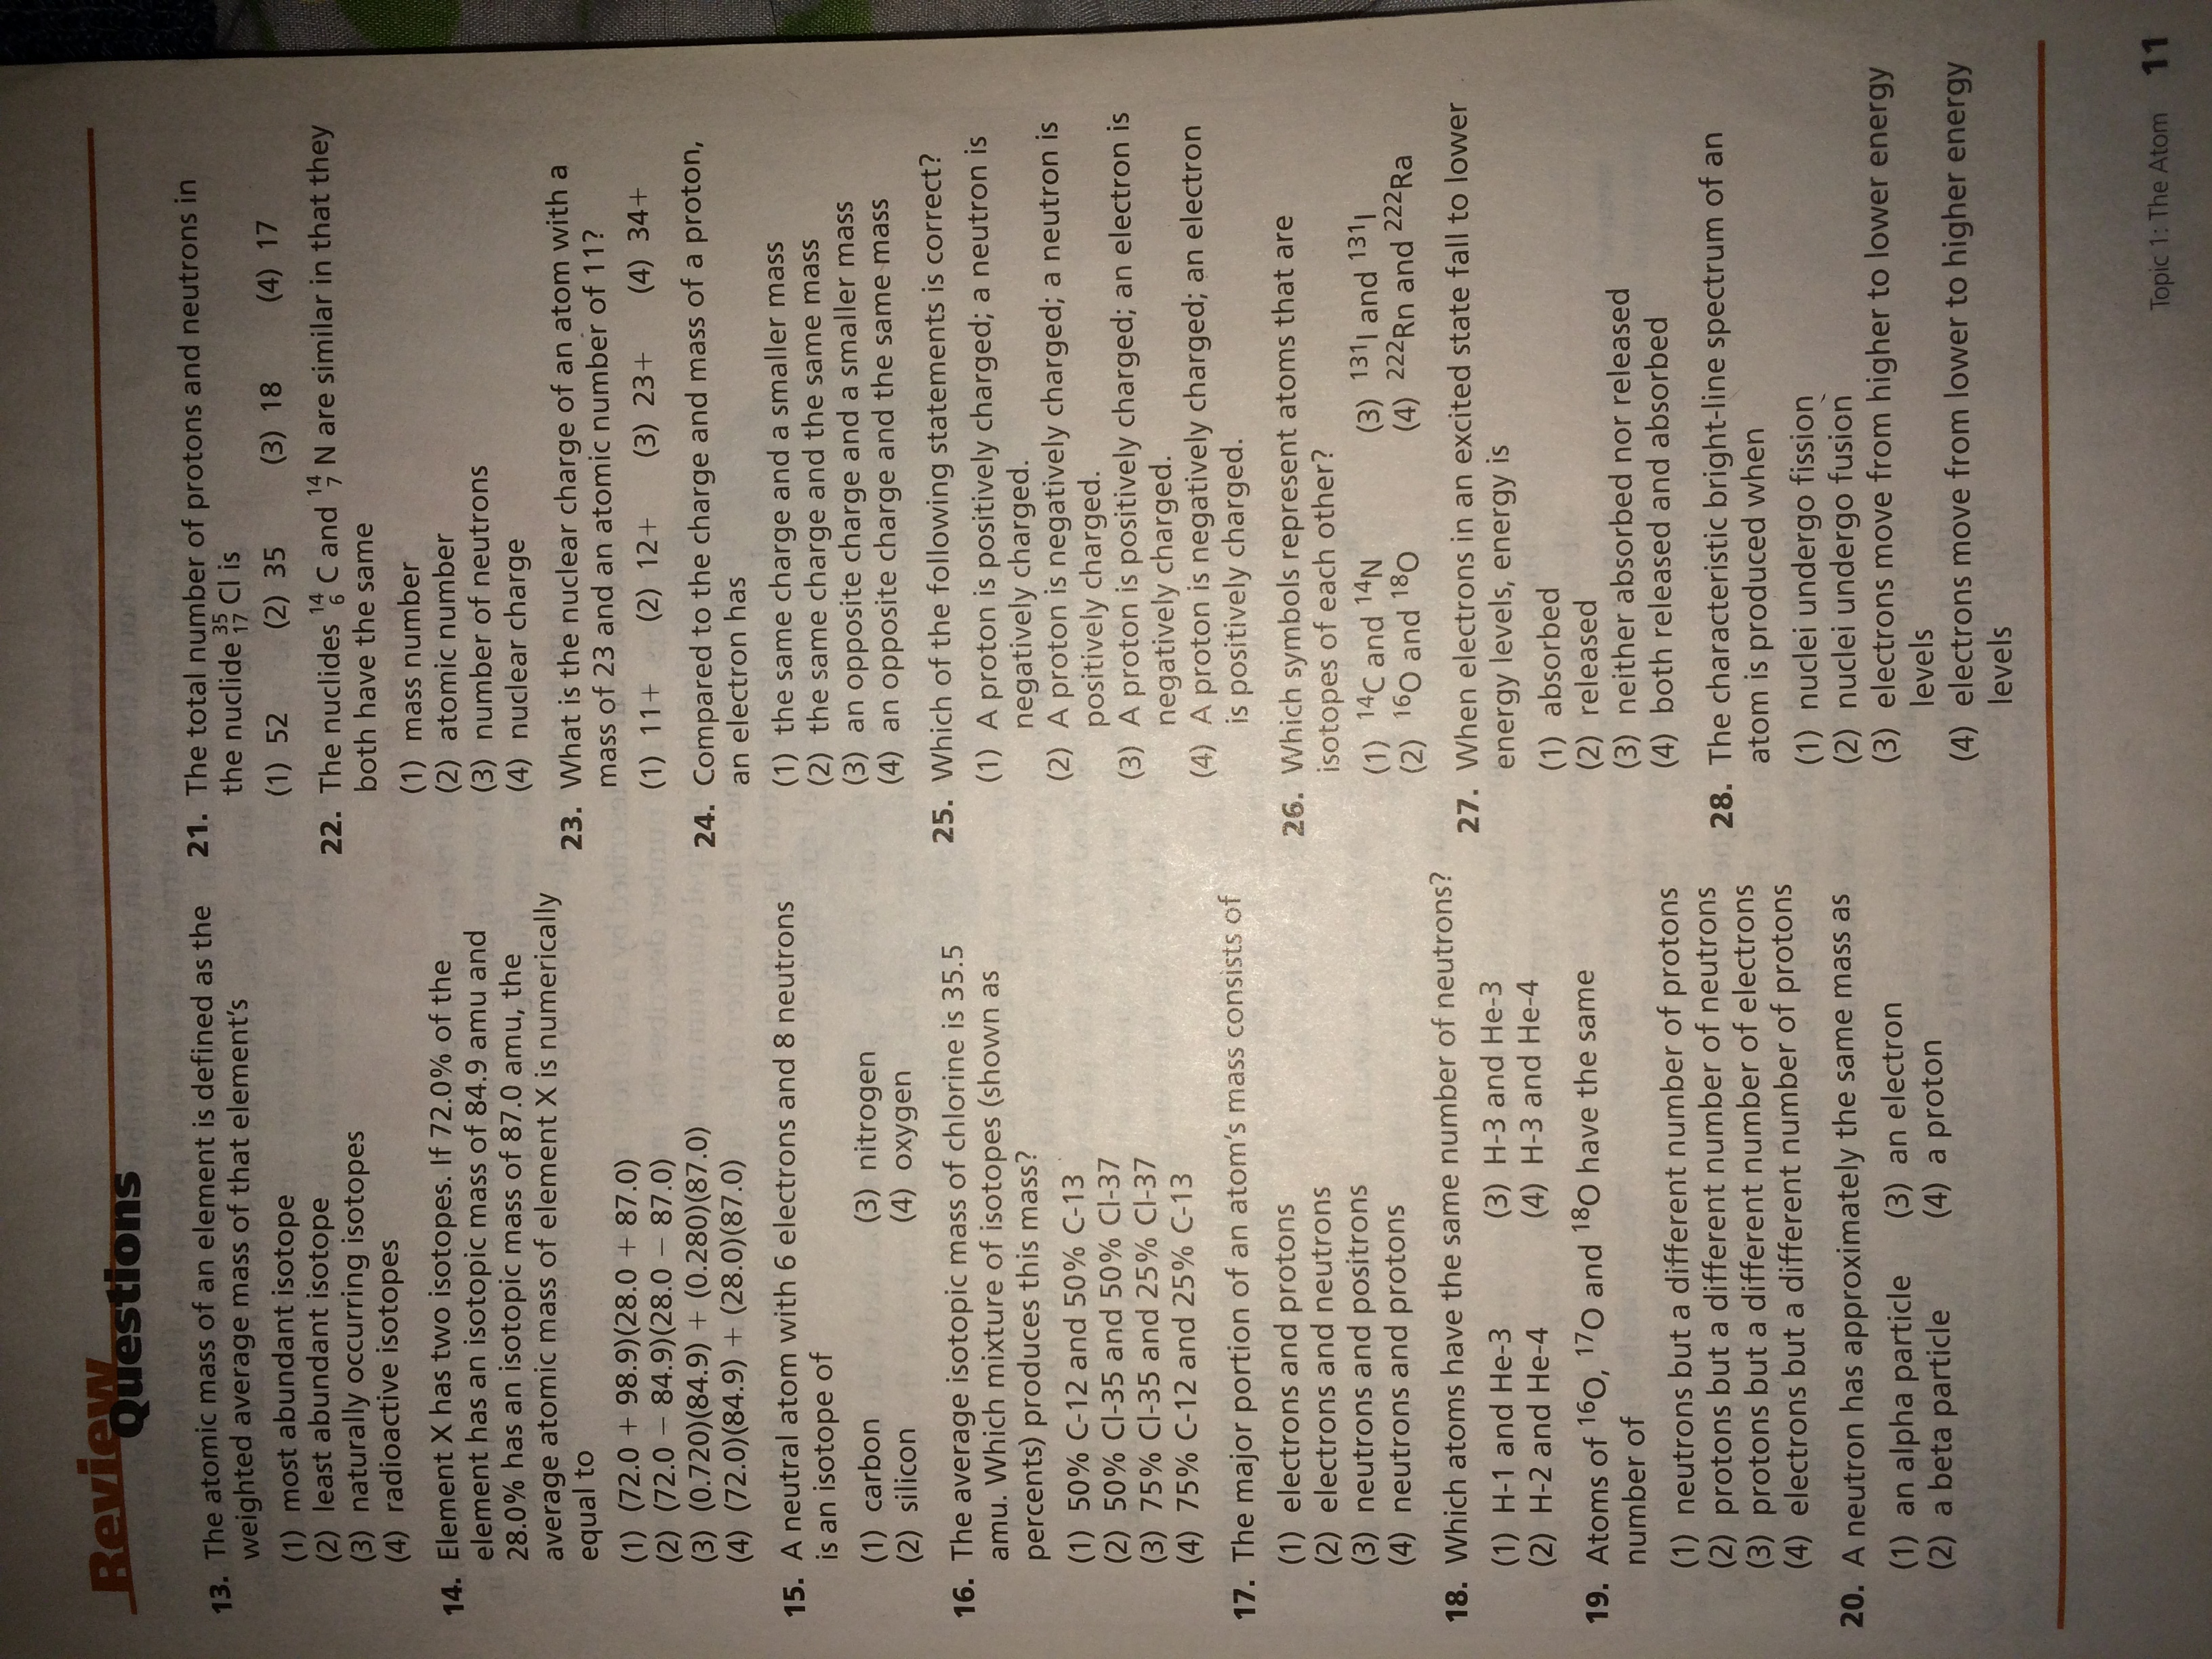 Review
Questions
13. The atomic mass of an element is defined as the
weighted average mass of that element's
(1) most abundant isotope
(2) least abundant isotope
(3) naturally occurring isotopes
(4) radioactive isotopes
14. Element X has two isotopes. If 72.0% of the
element has an isotopic mass of 84.9 amu and
28.0% has an isotopic mass of 87.0 amu, the
average atomic mass of element X is numerically
equal to
(1) (72.0 + 98.9)(28.0 + 87.0)
(2) (72.0 − 84.9)(28.0 − 87.0)
(3) (0.720)(84.9) + (0.280)(87.0)
(4) (72.0)(84.9) + (28.0)(87.0)
15. A neutral atom with 6 electrons and 8 neutrons
is an isotope of
(1) carbon (3) nitrogen
(2) silicon (4) oxygen
16. The average isotopic mass of chlorine is 35.5
amu. Which mixture of isotopes (shown as
percents) produces this mass?
(1) 50% C-12 and 50% C-13
(2) 50% Cl-35 and 50% Cl-37
(3) 75% Cl-35 and 25% Cl-37
(4) 75% C-12 and 25% C-13
17. The major portion of an atom's mass consists of
(1) electrons and protons
(2) electrons and neutrons
(3) neutrons and positrons
(4) neutrons and protons
18. Which atoms have the same number of neutrons?
(1) H-1 and He-3 (3) H-3 and He-3
(2) H-2 and He-4 (4) H-3 and He-4
19. Atoms of ¹⁶O, ¹⁷O and ¹⁸O have the same
number of
(1) neutrons but a different number of protons
(2) protons but a different number of neutrons
(3) protons but a different number of electrons
(4) electrons but a different number of protons
20. A neutron has approximately the same mass as
(1) an alpha particle (3) an electron
(2) a beta particle (4) a proton
21. The total number of protons and neutrons in
the nuclide ³⁵₁₇ Cl is
(1) 52 (2) 35 (3) 18 (4) 17
22. The nuclides ¹⁴₆ C and ¹⁴₇ N are similar in that they
both have the same
(1) mass number
(2) atomic number
(3) number of neutrons
(4) nuclear charge
23. What is the nuclear charge of an atom with a
mass of 23 and an atomic number of 11?
(1) 11+ (2) 12+ (3) 23+ (4) 34+
24. Compared to the charge and mass of a proton,
an electron has
(1) the same charge and a smaller mass
(2) the same charge and the same mass
(3) an opposite charge and a smaller mass
(4) an opposite charge and the same mass
25. Which of the following statements is correct?
(1) A proton is positively charged; a neutron is
negatively charged.
(2) A proton is negatively charged; a neutron is
positively charged.
(3) A proton is positively charged; an electron is
negatively charged.
(4) A proton is negatively charged; an electron
is positively charged.
26. Which symbols represent atoms that are
isotopes of each other?
(1) ¹⁴C and ¹⁴N (3) ¹³¹I and ¹³¹I
(2) ¹⁶O and ¹⁸O (4) ²²²Rn and ²²²Ra
27. When electrons in an excited state fall to lower
energy levels, energy is
(1) absorbed
(2) released
(3) neither absorbed nor released
(4) both released and absorbed
28. The characteristic bright-line spectrum of an
atom is produced when
(1) nuclei undergo fission
(2) nuclei undergo fusion
(3) electrons move from higher to lower energy
levels
(4) electrons move from lower to higher energy
levels
Topic 1: The Atom 11